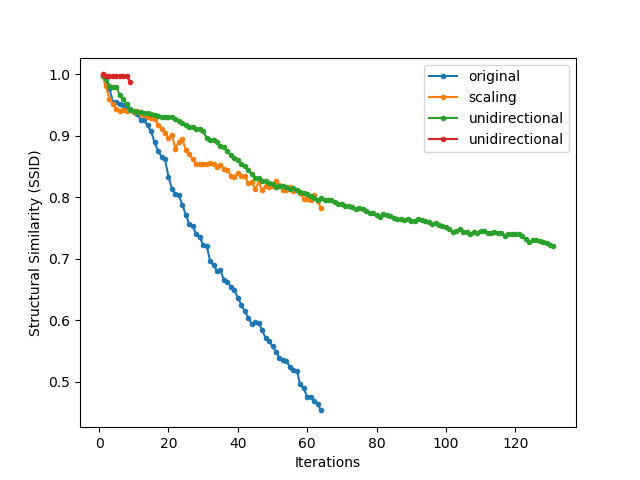 original
scaling
unidirectional
unidirectional
1.0
0.9
0.8
0.7
0.6
0.5
Structural Similarity (SSID)
0 20 40 60 80 100 120
Iterations